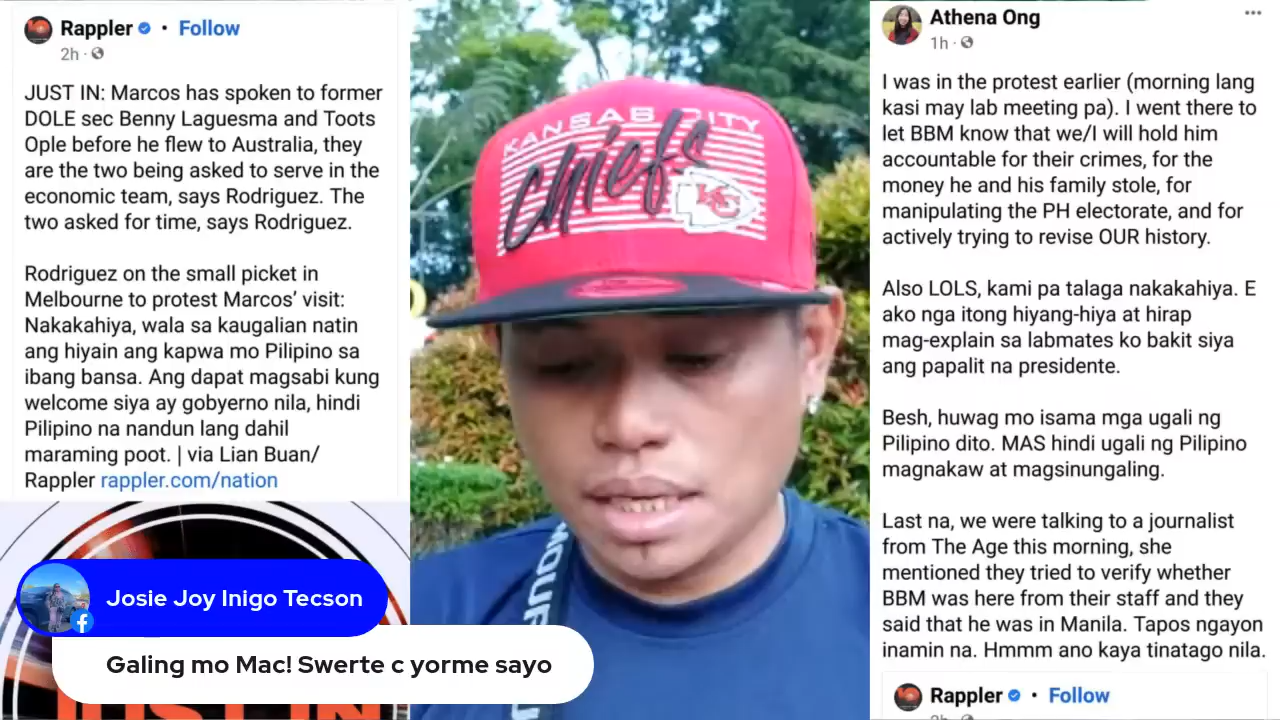 Rappler • Follow
2h
JUST IN: Marcos has spoken to former
DOLE sec Benny Laguesma and Toots
Ople before he flew to Australia, they
are the two being asked to serve in the
economic team, says Rodriguez. The
two asked for time, says Rodriguez.
Rodriguez on the small picket in
Melbourne to protest Marcos’ visit:
Nakakahiya, wala sa kaugalian natin
ang hiyain ang kapwa mo Pilipino sa
ibang bansa. Ang dapat magsabi kung
welcome siya ay gobyerno nila, hindi
Pilipino na nandun lang dahil
maraming poot. | via Lian Buan/
Rappler rappler.com/nation
JUST IN
Josie Joy Inigo Tecson
Galing mo Mac! Swerte c yorme sayo
KANSAS CITY
Chiefs
KC
Athena Ong
1h
I was in the protest earlier (morning lang
kasi may lab meeting pa). I went there to
let BBM know that we/I will hold him
accountable for their crimes, for the
money he and his family stole, for
manipulating the PH electorate, and for
actively trying to revise OUR history.
Also LOLS, kami pa talaga nakakahiya. E
ako nga itong hiyang-hiya at hirap
mag-explain sa labmates ko bakit siya
ang papalit na presidente.
Besh, huwag mo isama mga ugali ng
Pilipino dito. MAS hindi ugali ng Pilipino
magnakaw at magsinungaling.
Last na, we were talking to a journalist
from The Age this morning, she
mentioned they tried to verify whether
BBM was here from their staff and they
said that he was in Manila. Tapos ngayon
inamin na. Hmmm ano kaya tinatago nila.
Rappler • Follow